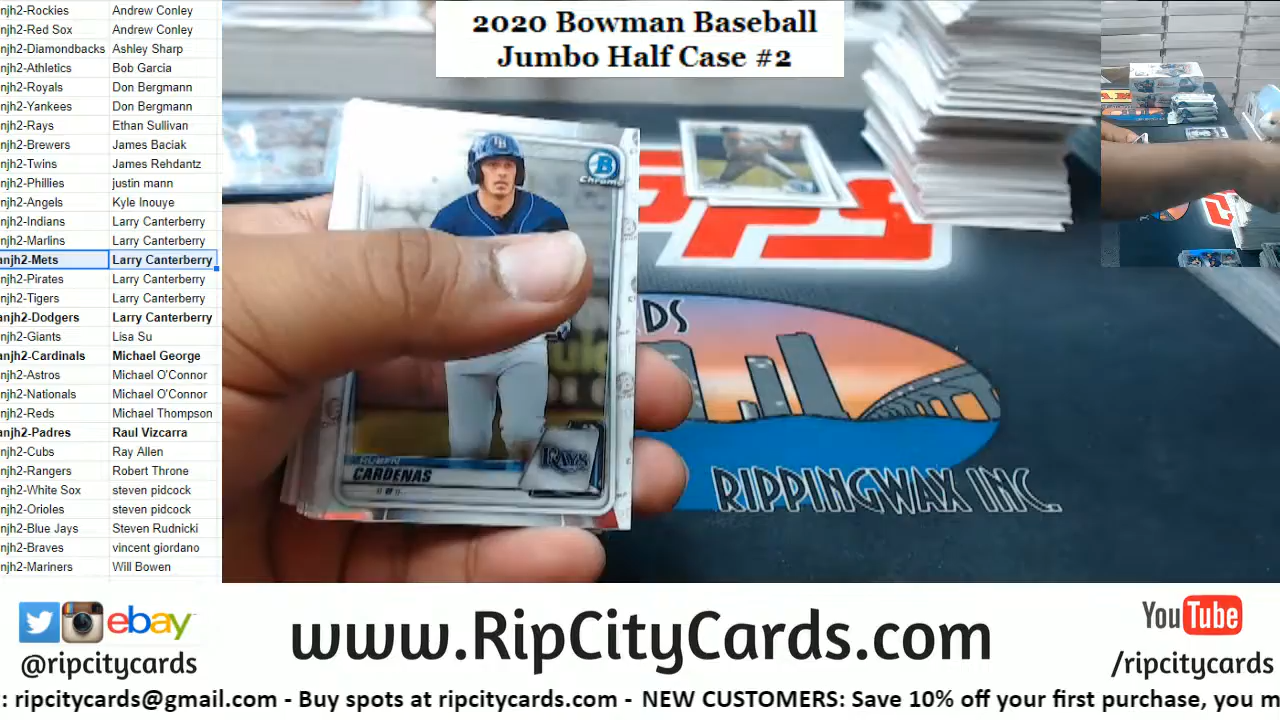 njh2-Rockies Andrew Conley
njh2-Red Sox Andrew Conley
njh2-Diamondbacks Ashley Sharp
njh2-Athletics Bob Garcia
njh2-Royals Don Bergmann
njh2-Yankees Don Bergmann
njh2-Rays Ethan Sullivan
njh2-Brewers James Baciak
njh2-Twins James Rehdantz
njh2-Phillies justin mann
njh2-Angels Kyle Inouye
njh2-Indians Larry Canterberry
njh2-Marlins Larry Canterberry
anjh2-Mets Larry Canterberry
njh2-Pirates Larry Canterberry
njh2-Tigers Larry Canterberry
anjh2-Dodgers Larry Canterberry
njh2-Giants Lisa Su
anjh2-Cardinals Michael George
njh2-Astros Michael O'Connor
njh2-Nationals Michael O'Connor
njh2-Reds Michael Thompson
anjh2-Padres Raul Vizcarra
njh2-Cubs Ray Allen
njh2-Rangers Robert Throne
njh2-White Sox steven pidcock
njh2-Orioles steven pidcock
njh2-Blue Jays Steven Rudnicki
njh2-Braves vincent giordano
njh2-Mariners Will Bowen
2020 Bowman Baseball
Jumbo Half Case #2
B
Chrome
TB
RAYS
CARDENAS
DS
RIPPINGWAX INC.
ebay
@ripcitycards
www.RipCityCards.com
YouTube
/ripcitycards
: ripcitycards@gmail.com - Buy spots at ripcitycards.com - NEW CUSTOMERS: Save 10% off your first purchase, you m